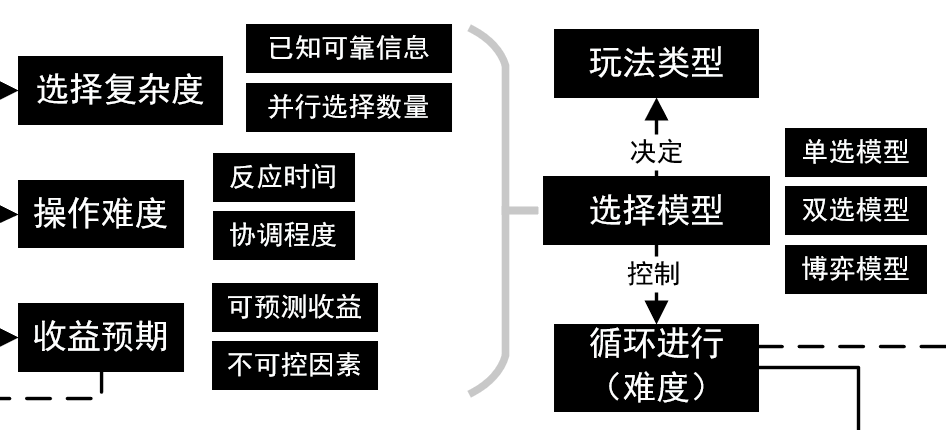 选择复杂度
已知可靠信息
并行选择数量
操作难度
反应时间
协调程度
收益预期
可预测收益
不可控因素
玩法类型
决定
选择模型
单选模型
双选模型
博弈模型
控制
循环进行
（难度）